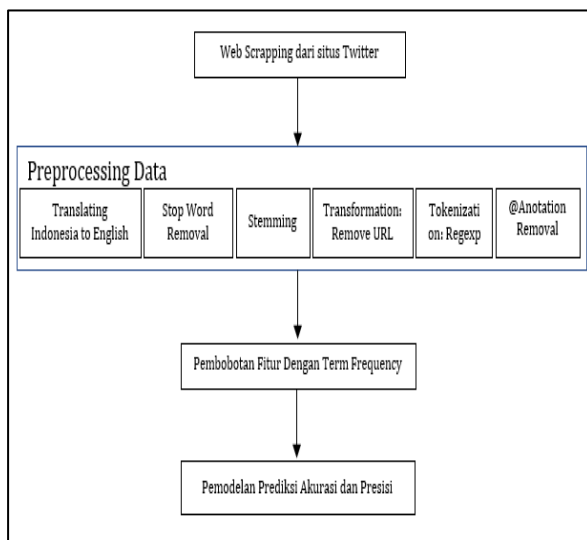 Web Scrapping dari situs Twitter
Preprocessing Data
Translating
Indonesia to English
Stop Word
Removal
Stemming
Transformation:
Remove URL
Tokenizati
on: Regexp
@Anotation
Removal
Pembobotan Fitur Dengan Term Frequency
Pemodelan Prediksi Akurasi dan Presisi